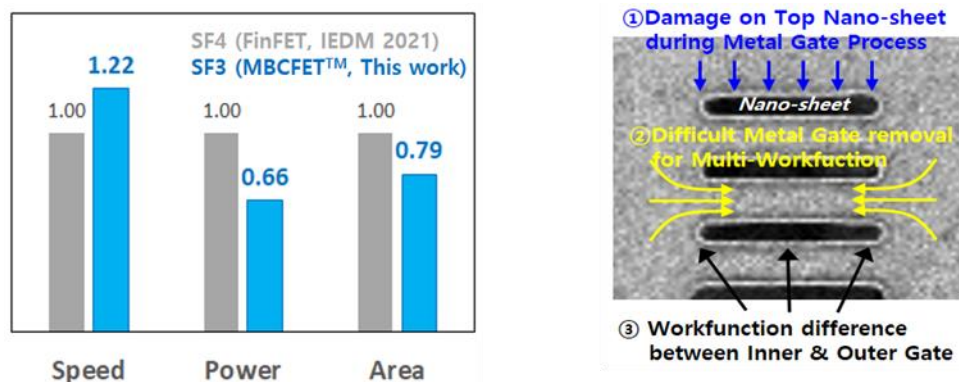 SF4 (FinFET, IEDM 2021)
SF3 (MBCFET™, This work)
1.00
1.22
1.00
0.66
1.00
0.79
Speed
Power
Area
①Damage on Top Nano-sheet
during Metal Gate Process
Nano-sheet
②Difficult Metal Gate removal
for Multi-Workfuction
③ Workfunction difference
between Inner & Outer Gate